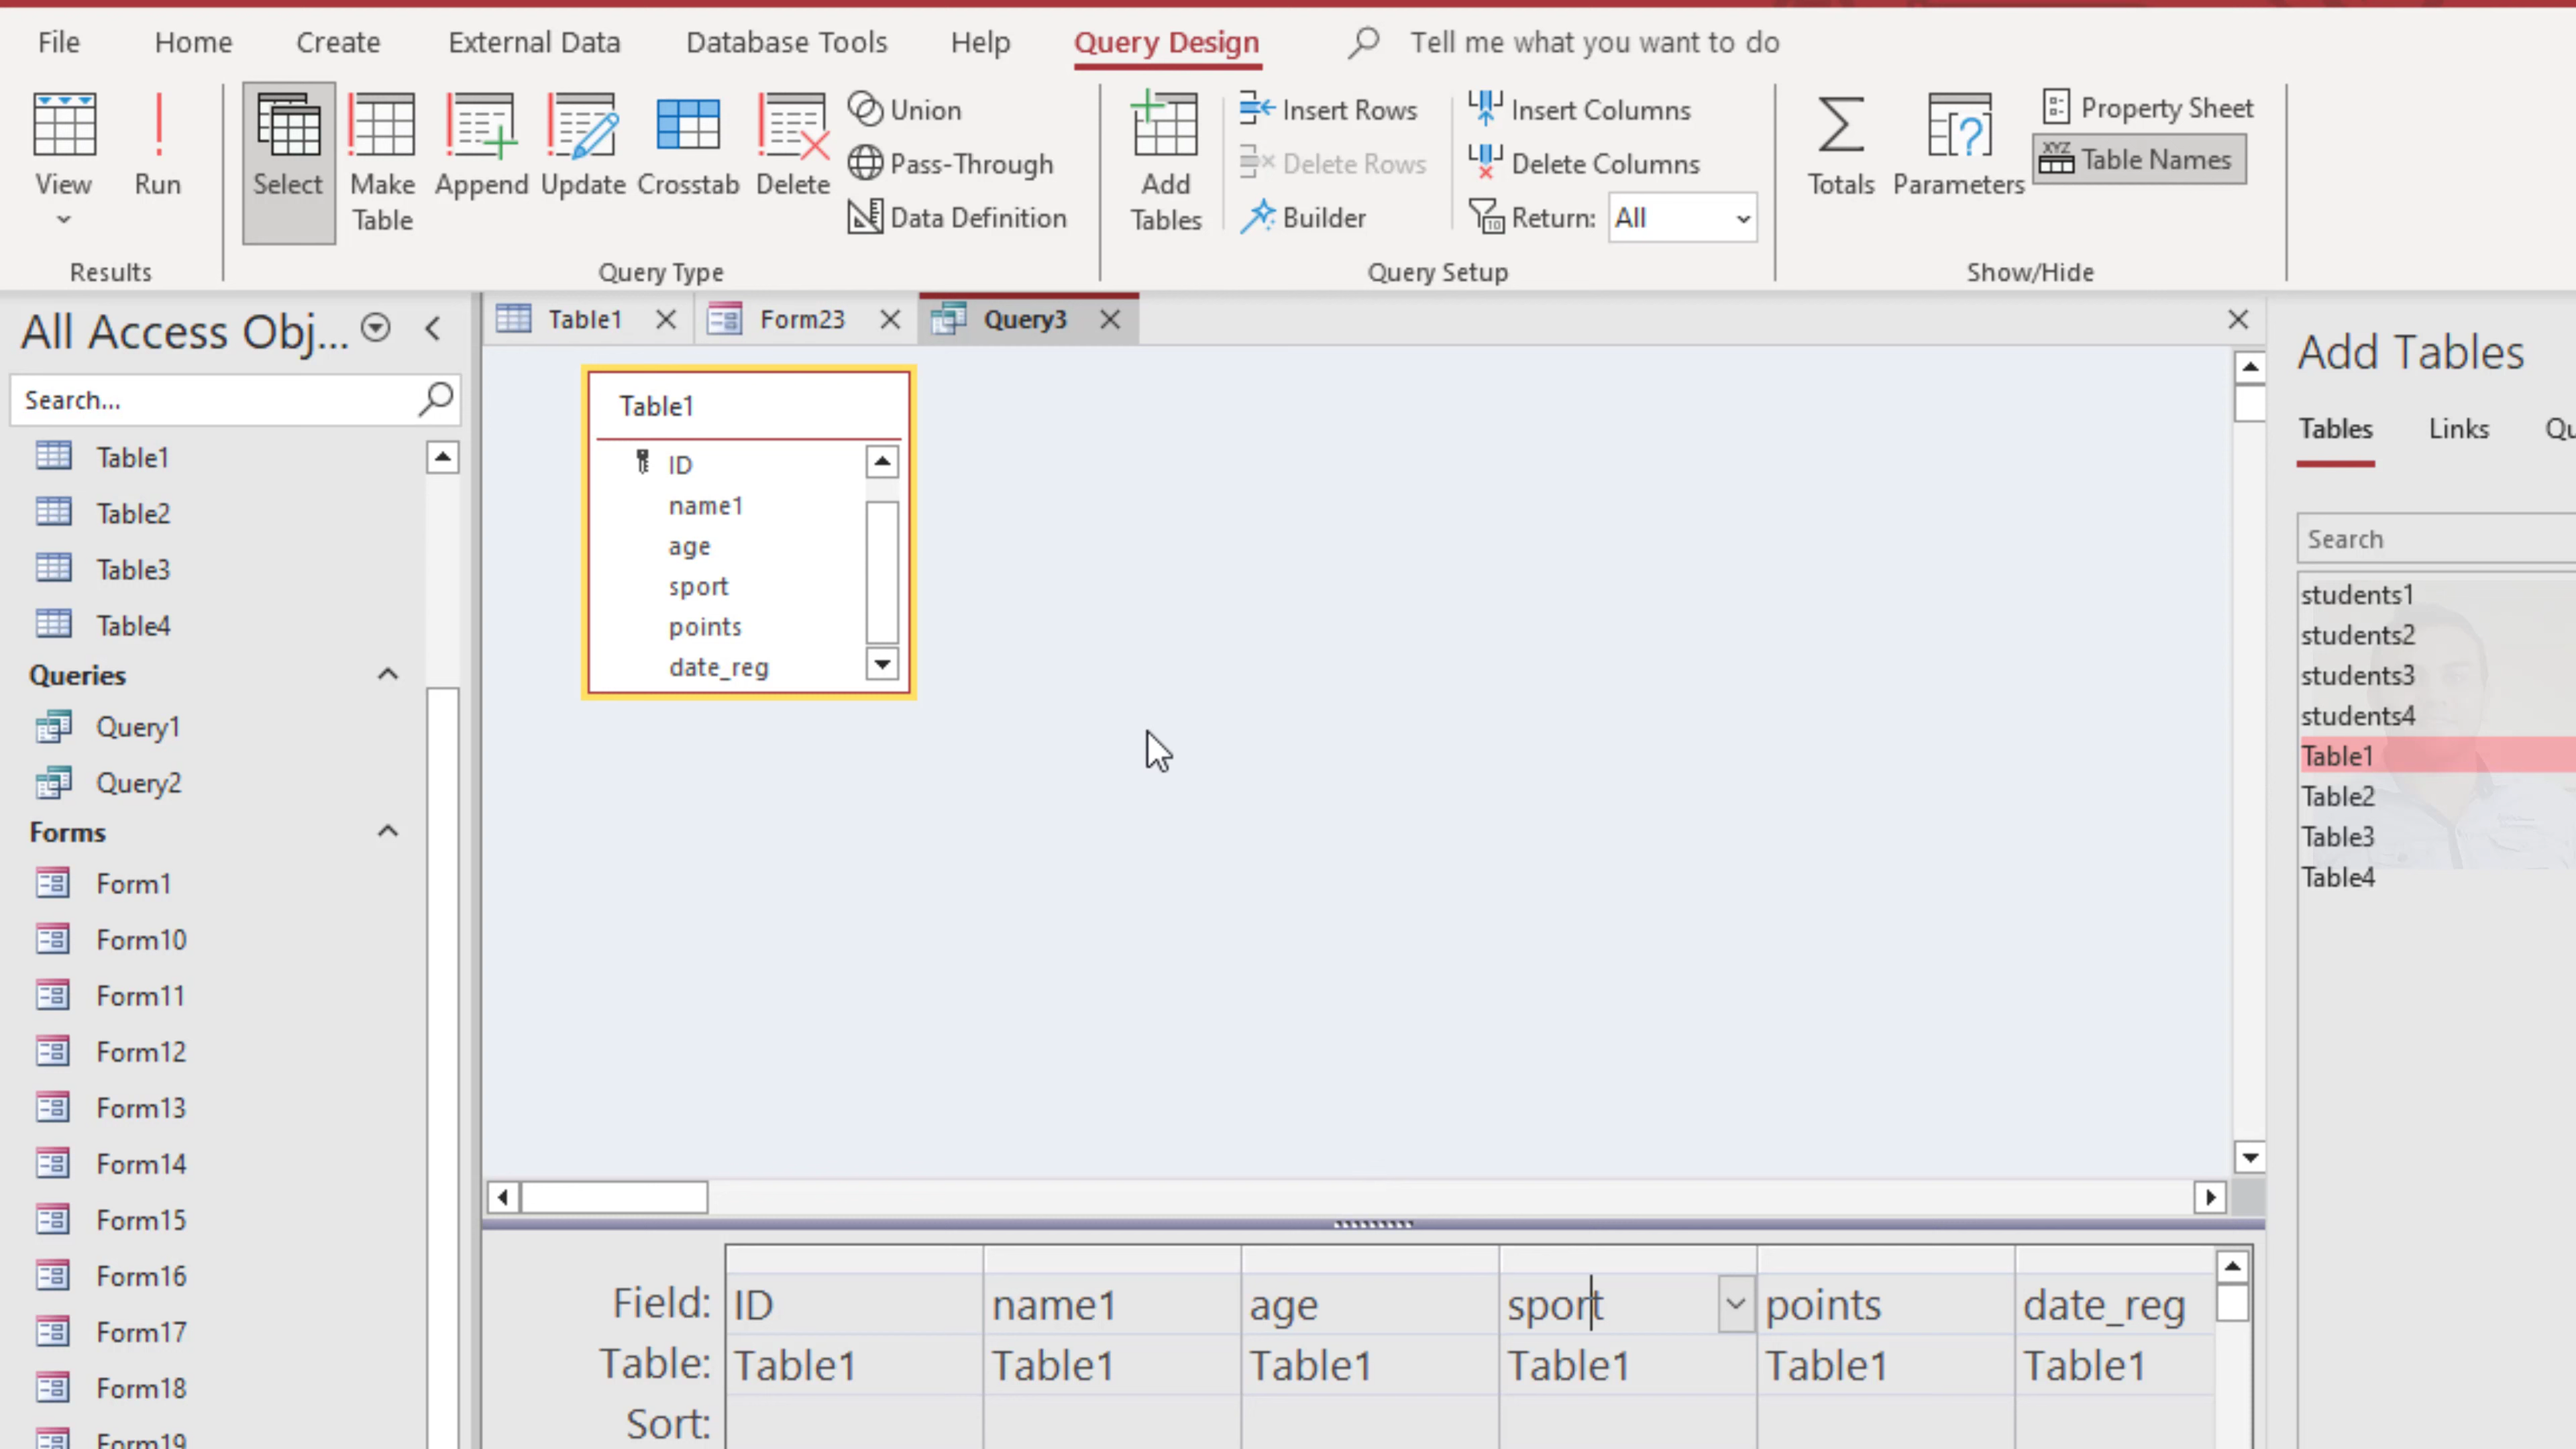 File Home Create External Data Database Tools Help Query Design Tell me what you want to do
View Run Select Make Table Append Update Crosstab Delete
Union
Pass-Through
Data Definition
Add Tables
Insert Rows
Delete Rows
Builder
Insert Columns
Delete Columns
Return: All
Totals Parameters
Property Sheet
XYZ Table Names
Results Query Type Query Setup Show/Hide
All Access Obj...
Search...
Table1
Table2
Table3
Table4
Queries
Query1
Query2
Forms
Form1
Form10
Form11
Form12
Form13
Form14
Form15
Form16
Form17
Form18
Form19
Table1 Form23 Query3
Table1
ID
name1
age
sport
points
date_reg
Field: ID name1 age sport points date_reg
Table: Table1 Table1 Table1 Table1 Table1 Table1
Sort:
Add Tables
Tables Links Qu
Search
students1
students2
students3
students4
Table1
Table2
Table3
Table4